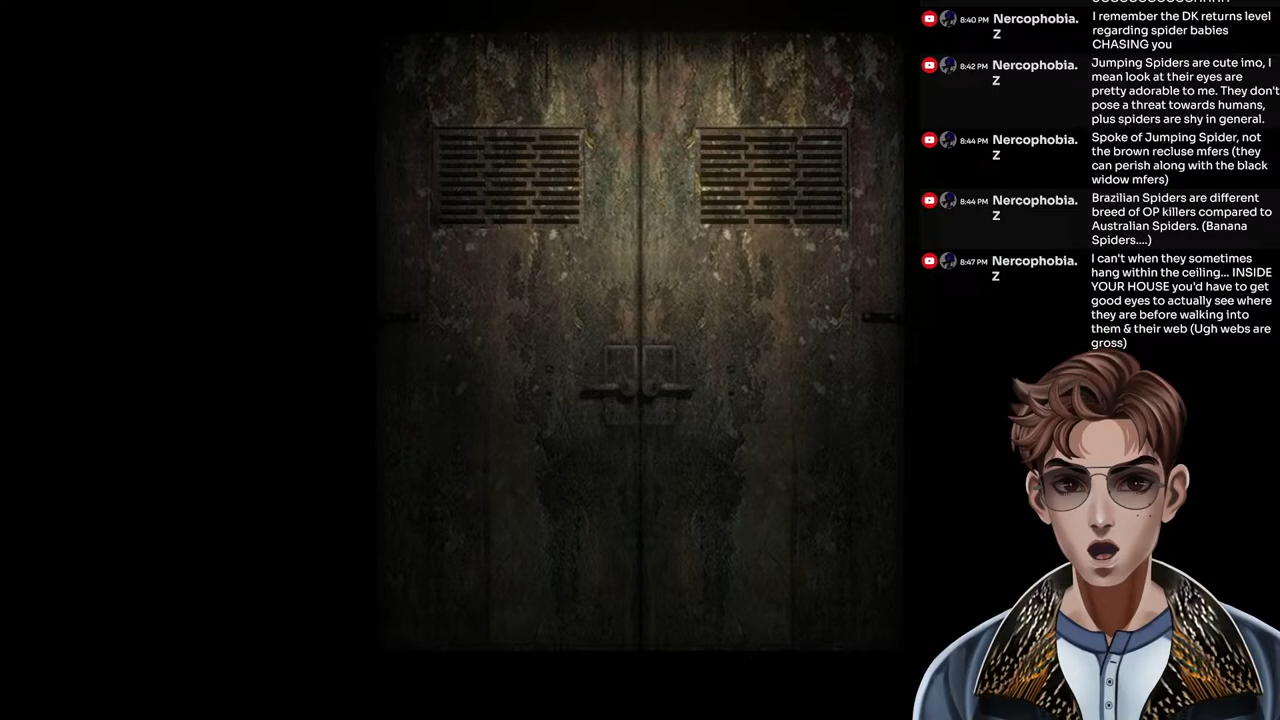 8:40 PM Nercophobia.Z I remember the DK returns level
regarding spider babies
CHASING you
8:42 PM Nercophobia.Z Jumping Spiders are cute imo, I
mean look at their eyes are
pretty adorable to me. They don't
pose a threat towards humans,
plus spiders are shy in general.
8:44 PM Nercophobia.Z Spoke of Jumping Spider, not
the brown recluse mfers (they
can perish along with the black
widow mfers)
8:44 PM Nercophobia.Z Brazilian Spiders are different
breed of OP killers compared to
Australian Spiders. (Banana
Spiders....)
8:47 PM Nercophobia.Z I can't when they sometimes
hang within the ceiling... INSIDE
YOUR HOUSE you'd have to get
good eyes to actually see where
they are before walking into
them & their web (Ugh webs are
gross)